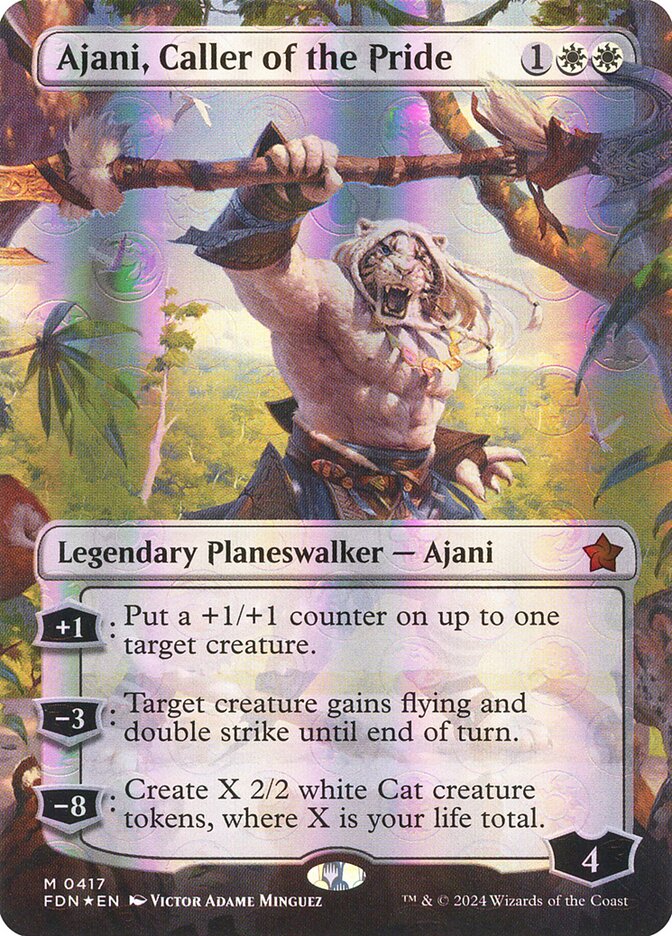 Ajani, Caller of the Pride 1
Legendary Planeswalker — Ajani
+1 : Put a +1/+1 counter on up to one
target creature.
−3 : Target creature gains flying and
double strike until end of turn.
−8 : Create X 2/2 white Cat creature
tokens, where X is your life total.
4
M 0417
FDN★EN Victor Adame Minguez ™ & © 2024 Wizards of the Coast